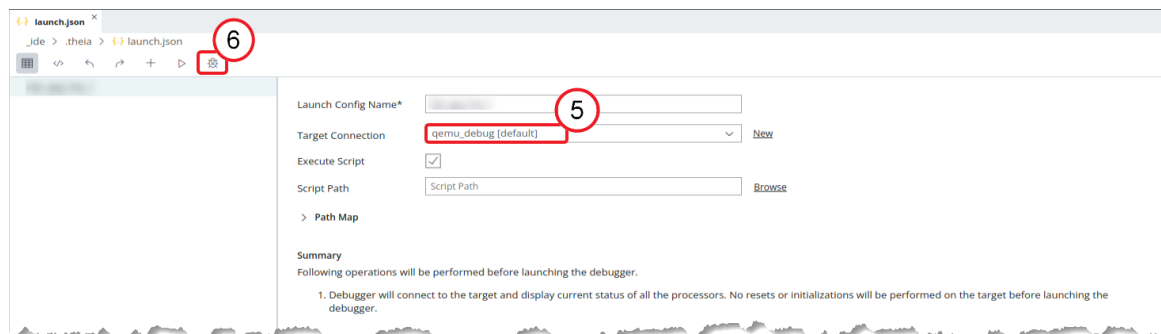 launch.json ×
_ide > .theia > launch.json
6
Launch Config Name*
5
Target Connection qemu_debug [default] New
Execute Script
Script Path Script Path Browse
> Path Map
Summary
Following operations will be performed before launching the debugger.
1. Debugger will connect to the target and display current status of all the processors. No resets or initializations will be performed on the target before launching the
debugger.